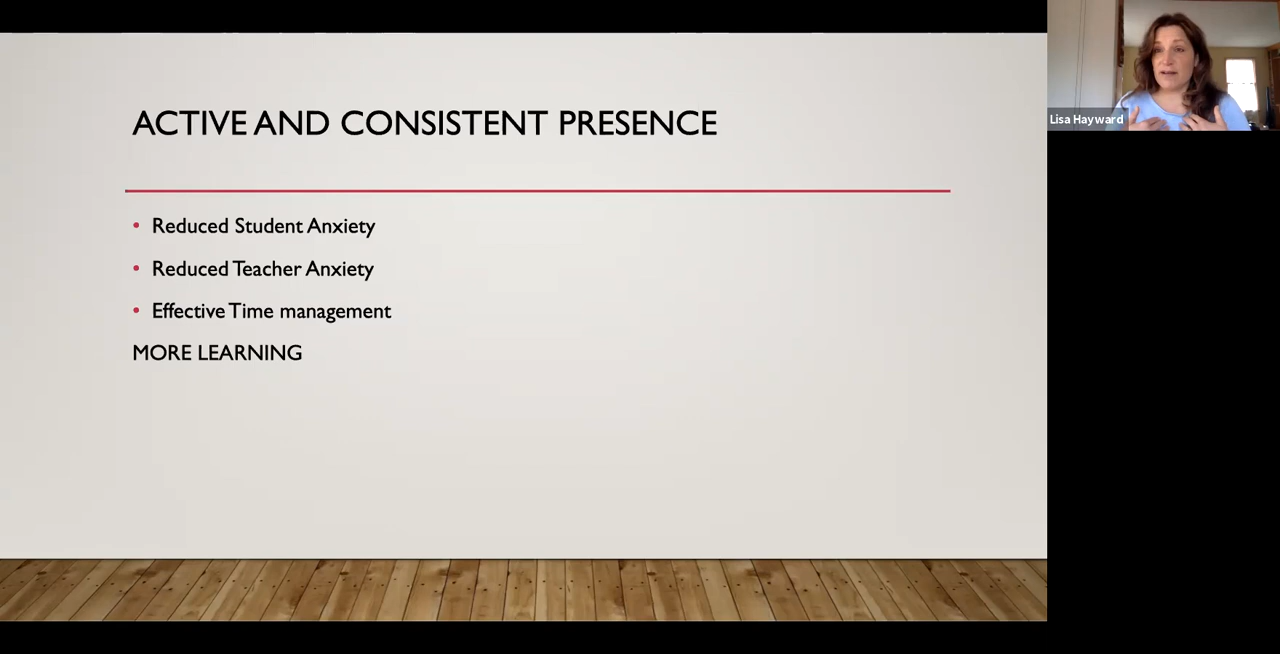 ACTIVE AND CONSISTENT PRESENCE
Reduced Student Anxiety
Reduced Teacher Anxiety
Effective Time management
MORE LEARNING
Lisa Hayward